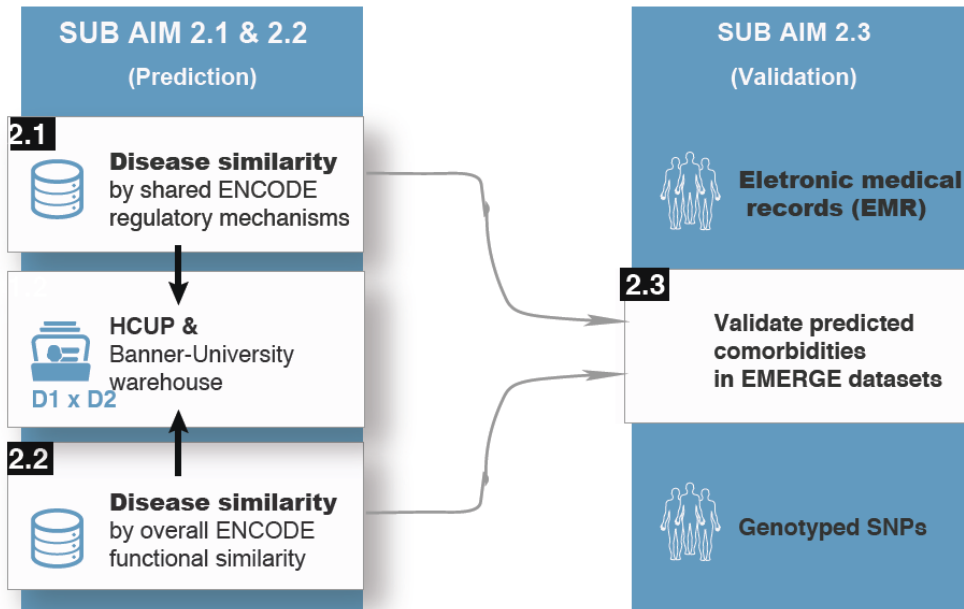 SUB AIM 2.1 & 2.2
(Prediction)
2.1
Disease similarity
by shared ENCODE
regulatory mechanisms
1.2
HCUP &
Banner-University
warehouse
D1 x D2
2.2
Disease similarity
by overall ENCODE
functional similarity
SUB AIM 2.3
(Validation)
Eletronic medical
records (EMR)
2.3
Validate predicted
comorbidities
in EMERGE datasets
Genotyped SNPs